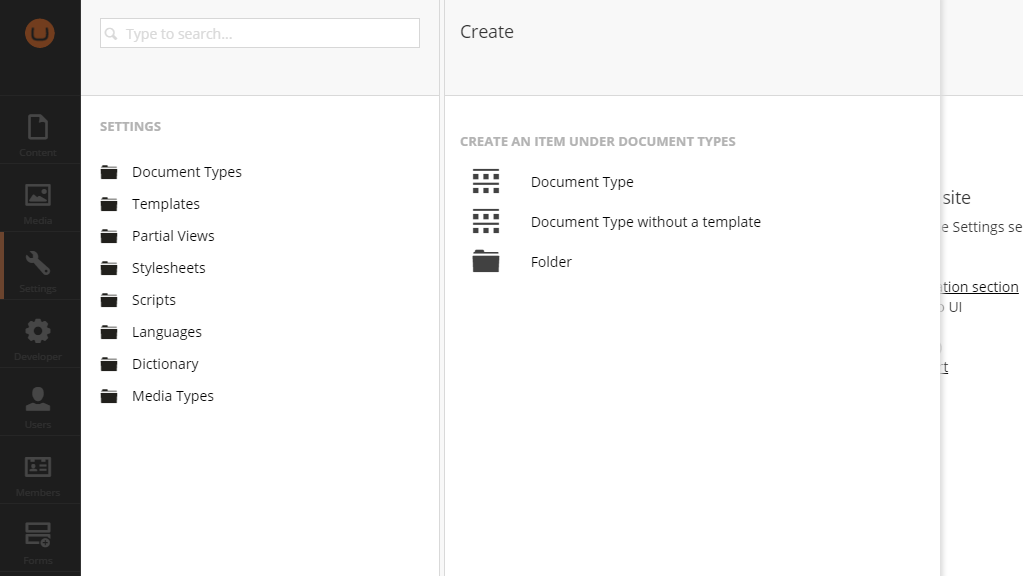 Type to search...
Create
Content
Media
Settings
Developer
Users
Members
Forms
SETTINGS
Document Types
Templates
Partial Views
Stylesheets
Scripts
Languages
Dictionary
Media Types
CREATE AN ITEM UNDER DOCUMENT TYPES
Document Type
Document Type without a template
Folder
site
Settings
section
UI